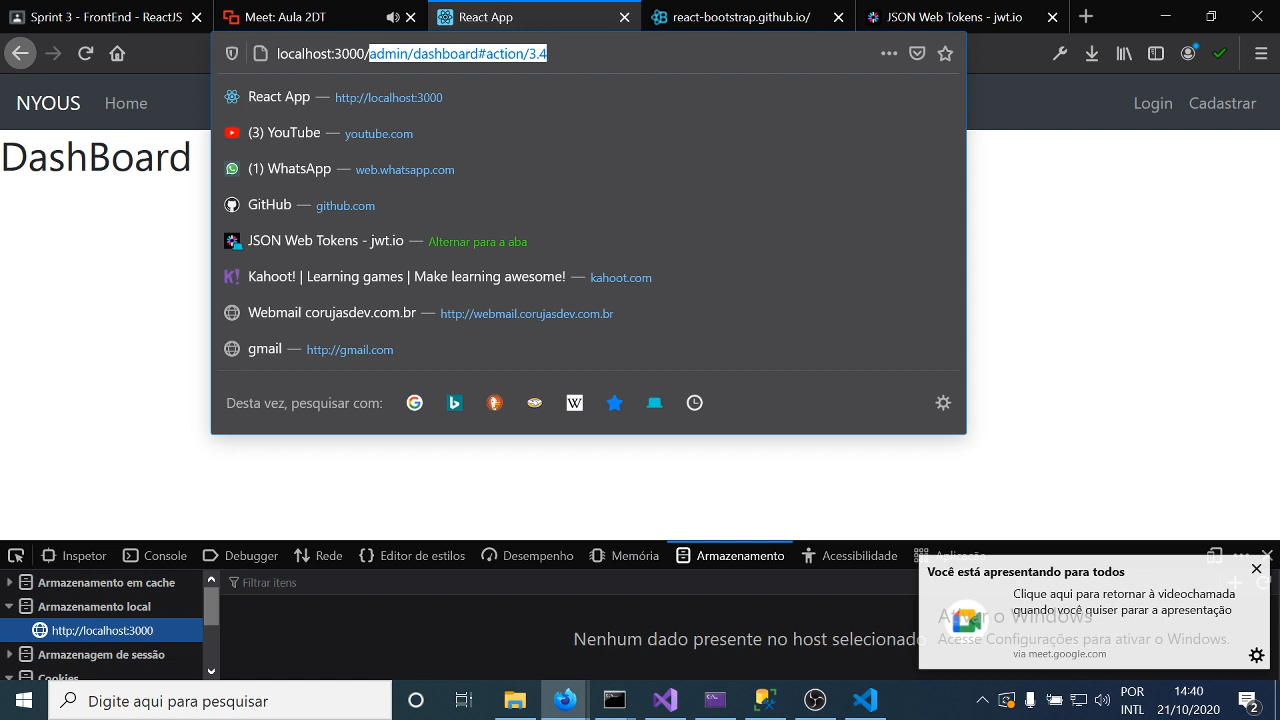 Sprint 3 - FrontEnd - ReactJS
Meet: Aula 2DT
React App
react-bootstrap.github.io/
JSON Web Tokens - jwt.io
localhost:3000/admin/dashboard#action/3.4
NYOUS
Home
Login
Cadastrar
DashBoard
React App — http://localhost:3000
(3) YouTube — youtube.com
(1) WhatsApp — web.whatsapp.com
GitHub — github.com
JSON Web Tokens - jwt.io — Alternar para a aba
Kahoot! | Learning games | Make learning awesome! — kahoot.com
Webmail corujasdev.com.br — http://webmail.corujasdev.com.br
gmail — http://gmail.com
Desta vez, pesquisar com:
Inspetor
Console
Debugger
Rede
Editor de estilos
Desempenho
Memória
Armazenamento
Acessibilidade
Aplicação
Armazenamento em cache
Armazenamento local
http://localhost:3000
Armazenagem de sessão
Cookies
Filtrar itens
Nenhum dado presente no host selecionado
Você está apresentando para todos
Clique aqui para retornar à videochamada
quando você quiser parar a apresentação
via meet.google.com
Ativar o Windows
Acesse Configurações para ativar o Windows.
Digite aqui para pesquisar
POR
INTL
14:40
21/10/2020
2